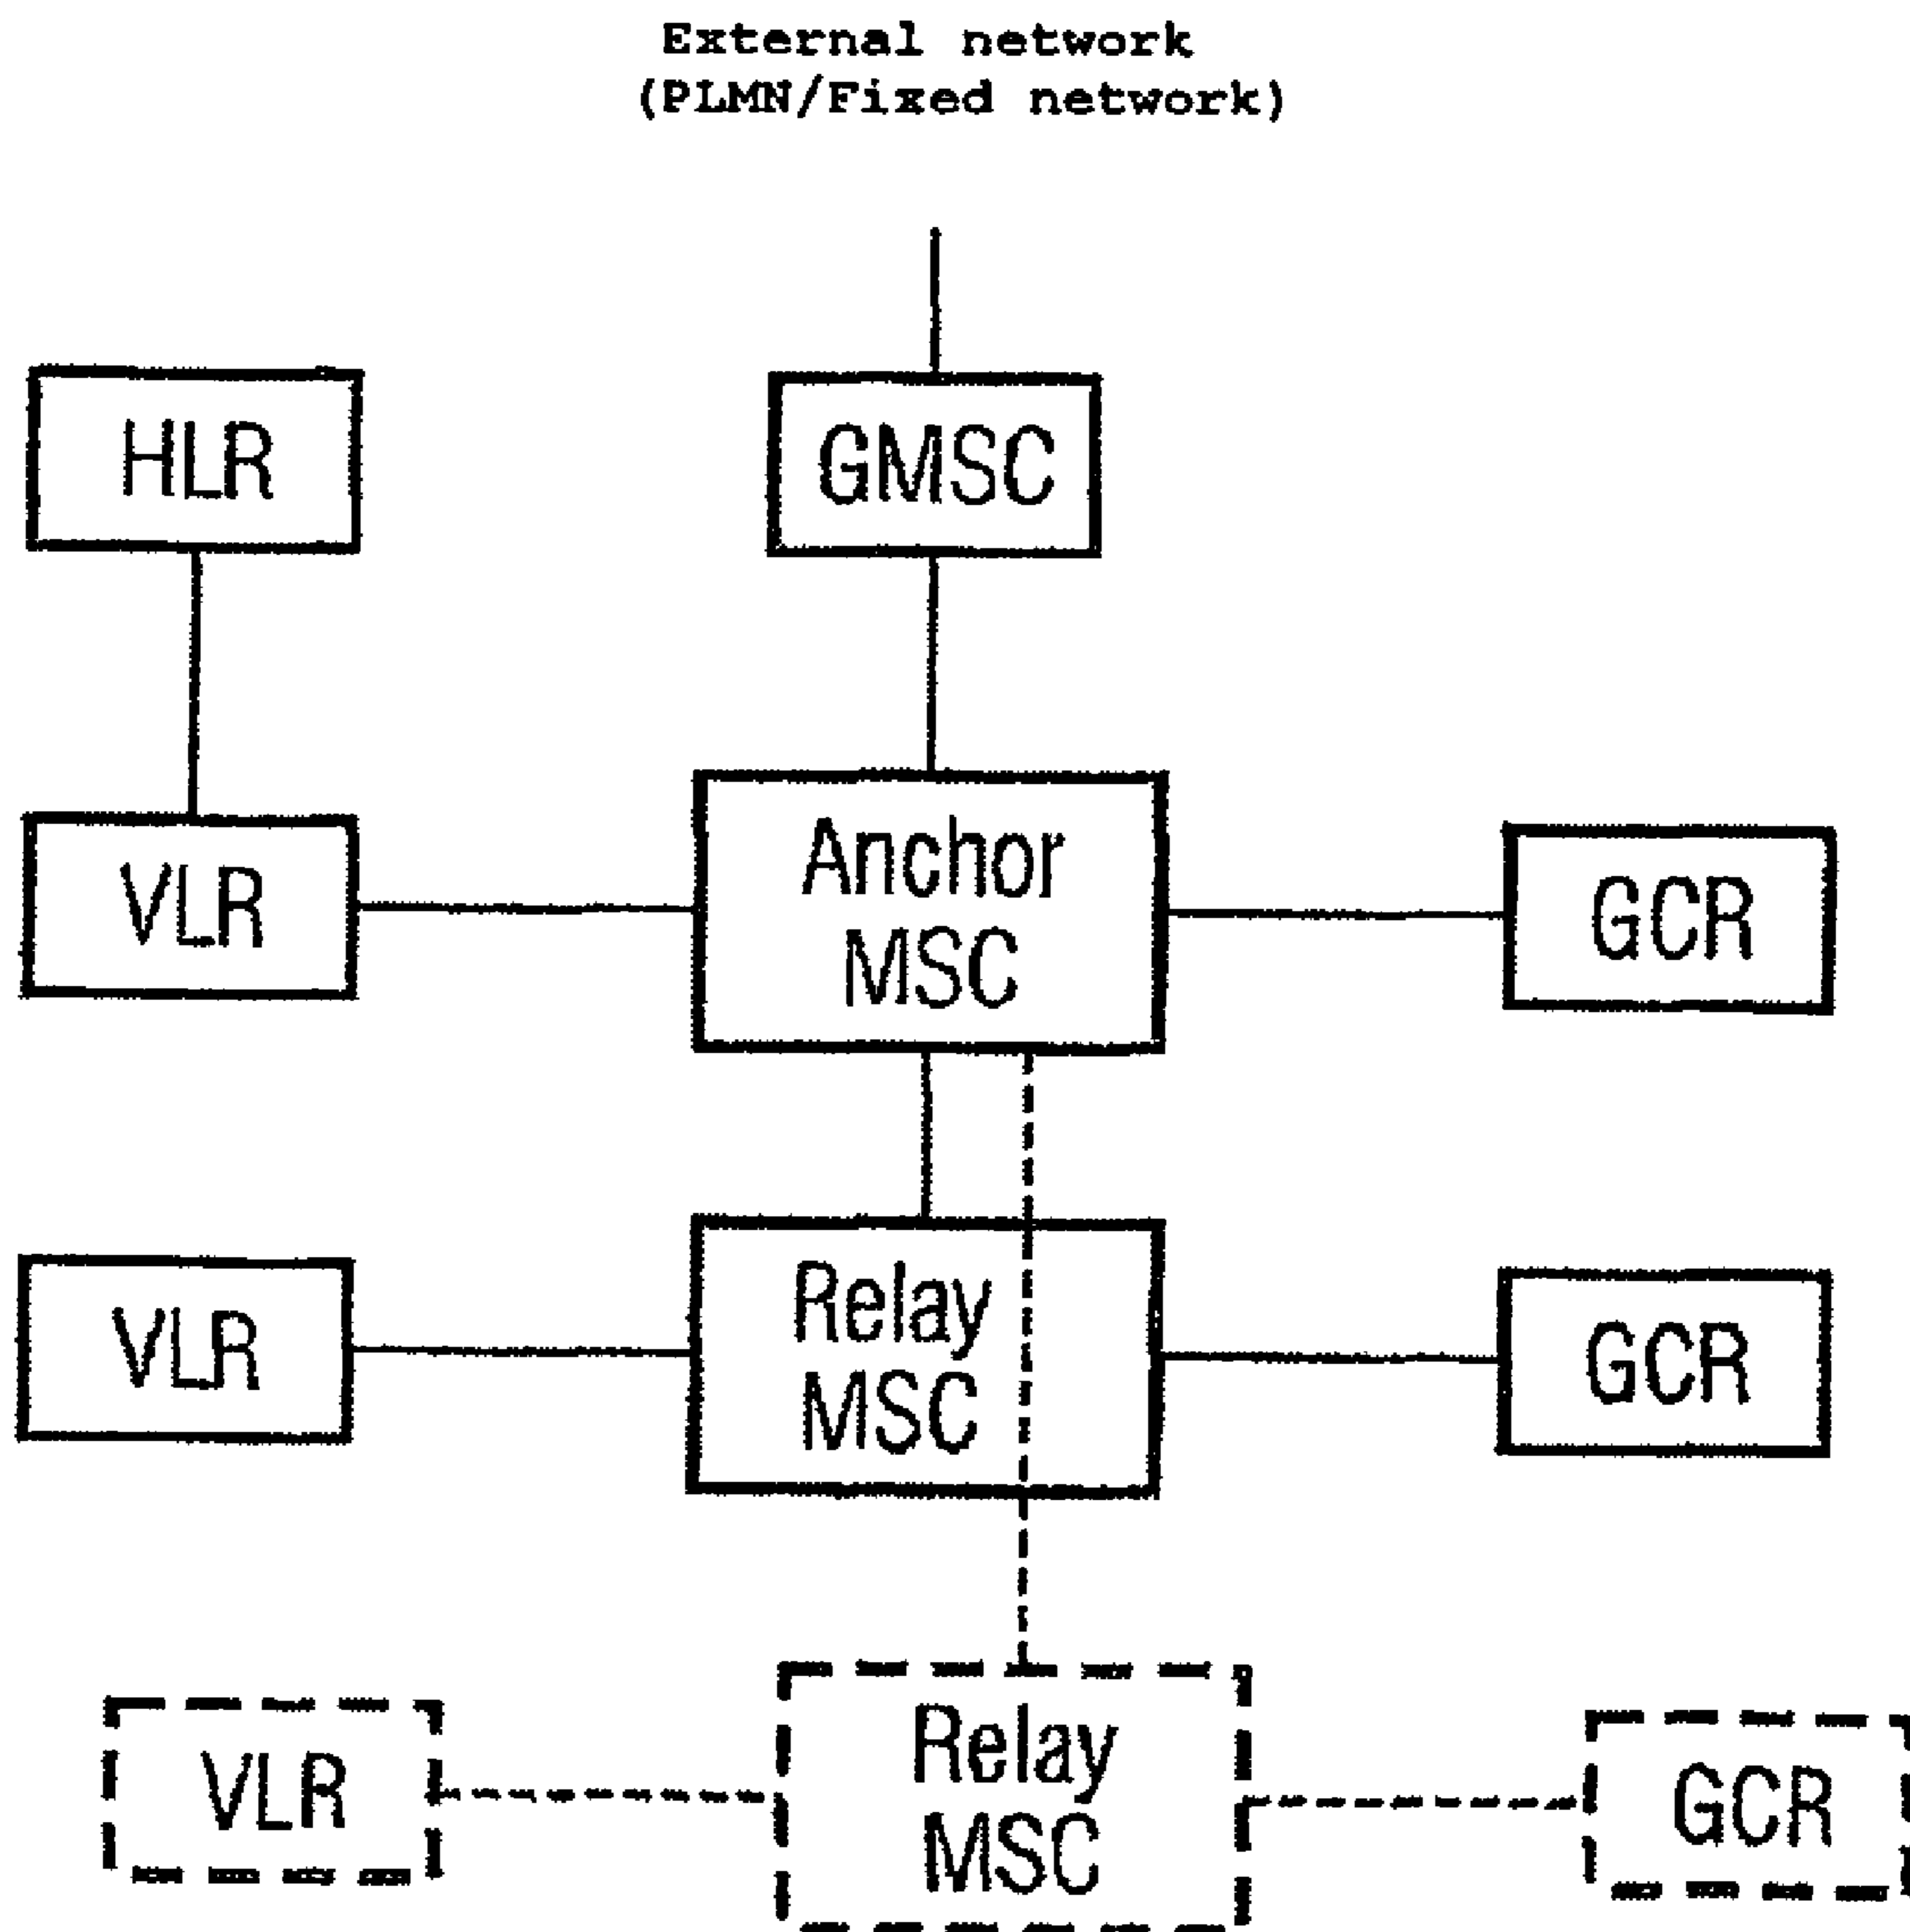 External network
(PLMN/Fixed network)
HLR
GMSC
VLR
Anchor
MSC
GCR
VLR
Relay
MSC
GCR
VLR
Relay
MSC
GCR